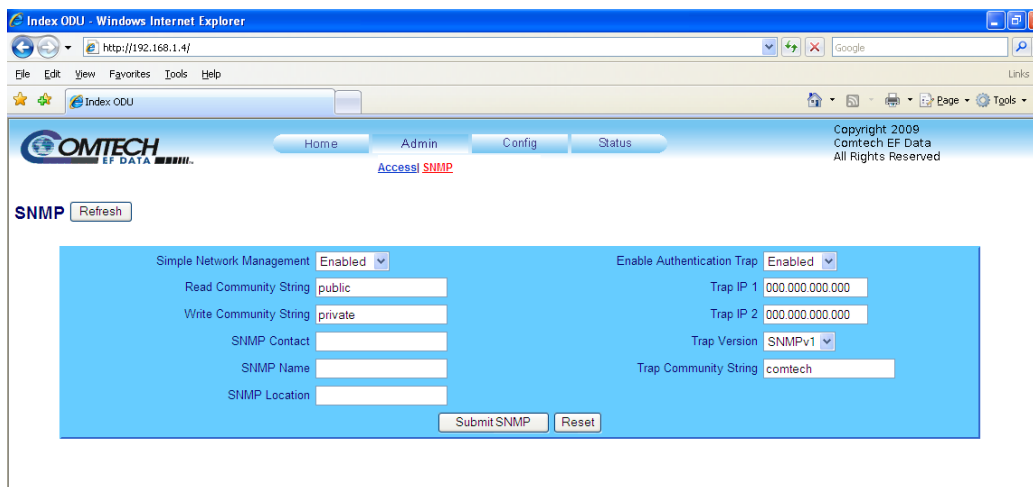 Index ODU - Windows Internet Explorer
http://192.168.1.4/
Google
File Edit View Favorites Tools Help
Links
Index ODU
Page Tools
COMTECH
EF DATA
Home Admin Config Status
Access| SNMP
Copyright 2009
Comtech EF Data
All Rights Reserved
SNMP Refresh
Simple Network Management Enabled
Read Community String public
Write Community String private
SNMP Contact
SNMP Name
SNMP Location
Enable Authentication Trap Enabled
Trap IP 1 000.000.000.000
Trap IP 2 000.000.000.000
Trap Version SNMPv1
Trap Community String comtech
Submit SNMP Reset